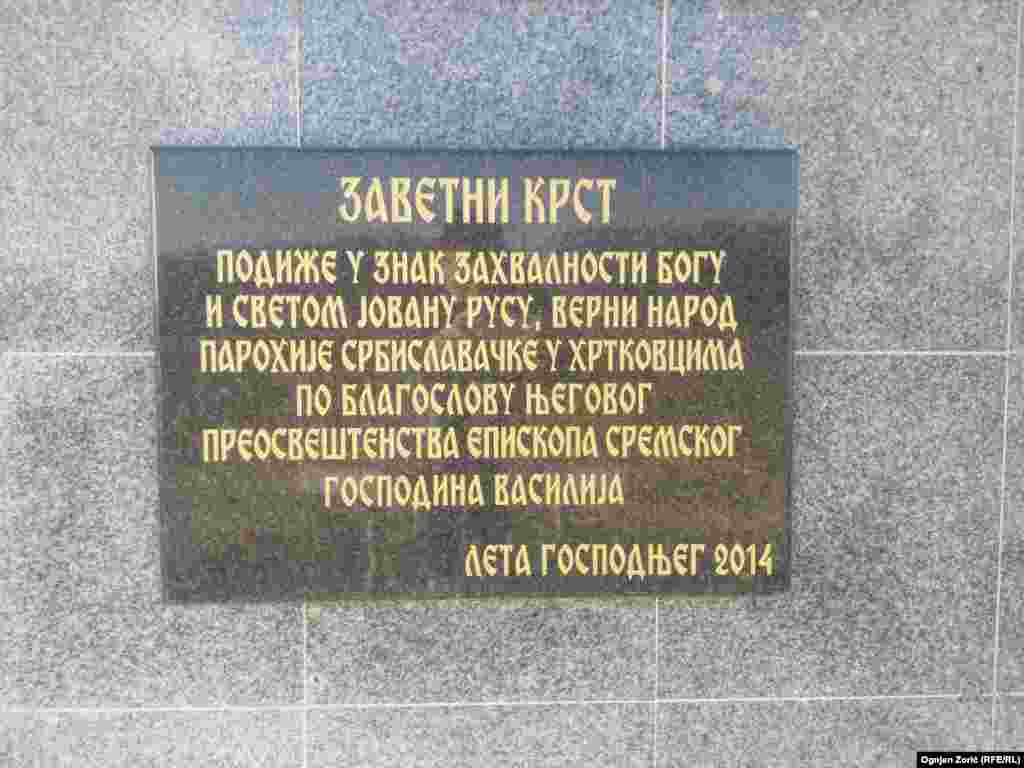 ЗАВЕТНИ КРСТ
ПОДИЖЕ У ЗНАК ЗАХВАЛНОСТИ БОГУ
И СВЕТОМ ЈОВАНУ РУСУ, ВЕРНИ НАРОД
ПАРОХИЈЕ СРБИСЛАВАЧКЕ У ХРТКОВЦИМА
ПО БЛАГОСЛОВУ ЊЕГОВОГ
ПРЕОСВЕШТЕНСТВА ЕПИСКОПА СРЕМСКОГ
ГОСПОДИНА ВАСИЛИЈА
ЛЕТА ГОСПОДЊЕГ 2014
Ognjen Zorić (RFE/RL)